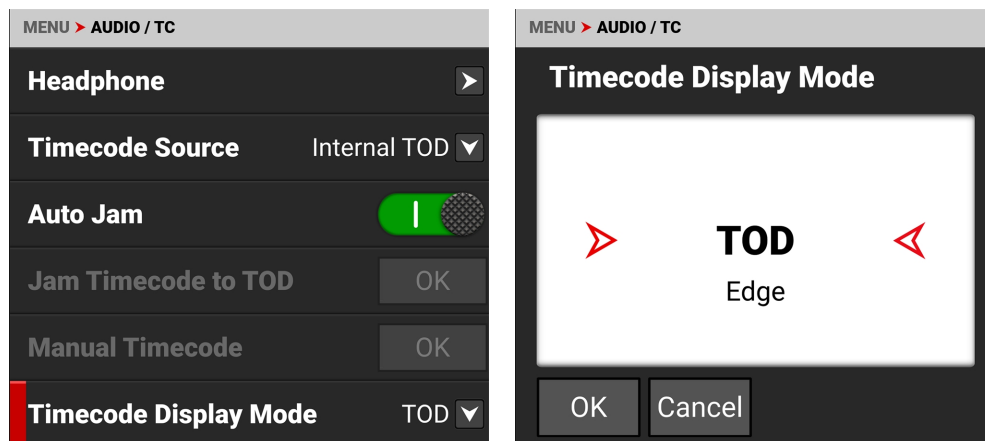 MENU AUDIO / TC
Headphone
Timecode Source Internal TOD
Auto Jam
Jam Timecode to TOD OK
Manual Timecode OK
Timecode Display Mode TOD
MENU AUDIO / TC
Timecode Display Mode
TOD
Edge
OK Cancel